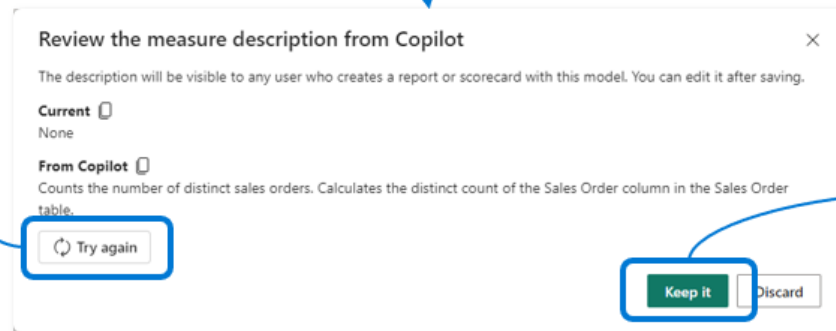 Review the measure description from Copilot
The description will be visible to any user who creates a report or scorecard with this model. You can edit it after saving.
Current
None
From Copilot
Counts the number of distinct sales orders. Calculates the distinct count of the Sales Order column in the Sales Order
table.
Try again
Keep it Discard